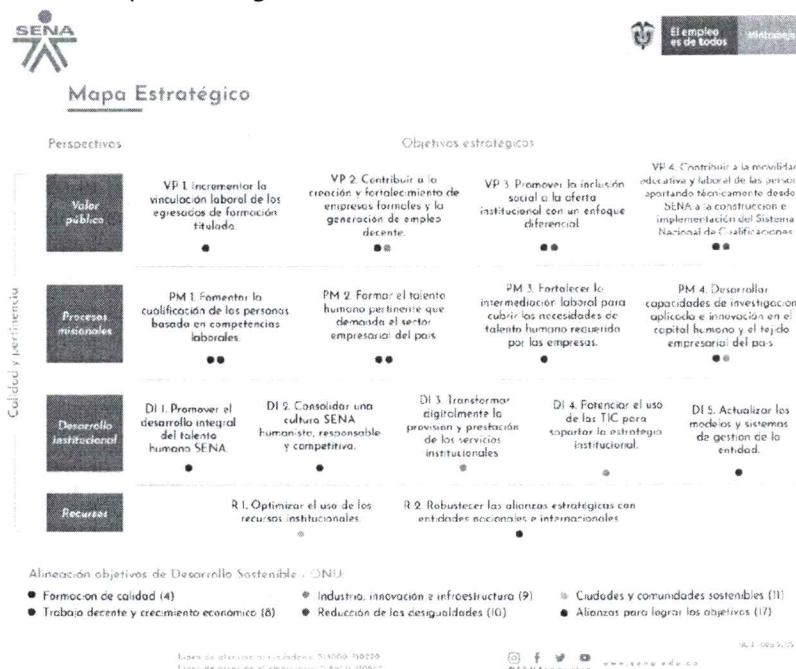 SENA
El empleo
es de todos
Mintrabajo
Mapa Estratégico
Perspectivas
Objetivos estratégicos
Calidad y pertinencia
Valor
público
VP 1. Incrementar la
vinculación laboral de los
egresados de formación
titulada.
VP 2. Contribuir a la
creación y fortalecimiento de
empresas formales y la
generación de empleo
decente.
VP 3. Promover la inclusión
social a la oferta
institucional con un enfoque
diferencial.
VP 4. Contribuir a la movilidad
educativa y laboral de las person
aportando técnicamente desde
SENA a la construcción e
implementación del Sistema
Nacional de Cualificaciones
Procesos
misionales
PM 1. Fomentar la
cualificación de las personas
basada en competencias
laborales.
PM 2. Formar el talento
humano pertinente que
demanda el sector
empresarial del país.
PM 3. Fortalecer la
intermediación laboral para
cubrir las necesidades de
talento humano requerido
por las empresas.
PM 4. Desarrollar
capacidades de investigación
aplicada e innovación en el
capital humano y el tejido
empresarial del país.
Desarrollo
institucional
DI 1. Promover el
desarrollo integral
del talento
humano SENA.
DI 2. Consolidar una
cultura SENA
humanista, responsable
y competitiva.
DI 3. Transformar
digitalmente la
provisión y prestación
de los servicios
institucionales
DI 4. Potenciar el uso
de las TIC para
soportar la estrategia
institucional.
DI 5. Actualizar los
modelos y sistemas
de gestión de la
entidad.
Recursos
R 1. Optimizar el uso de los
recursos institucionales.
R 2. Robustecer las alianzas estratégicas con
entidades nacionales e internacionales
Alineación objetivos de Desarrollo Sostenible - ONU:
Formación de calidad (4)
Industria, innovación e infraestructura (9)
Ciudades y comunidades sostenibles (11)
Trabajo decente y crecimiento económico (8)
Reducción de las desigualdades (10)
Alianzas para lograr los objetivos (17)
www.sena.edu.co